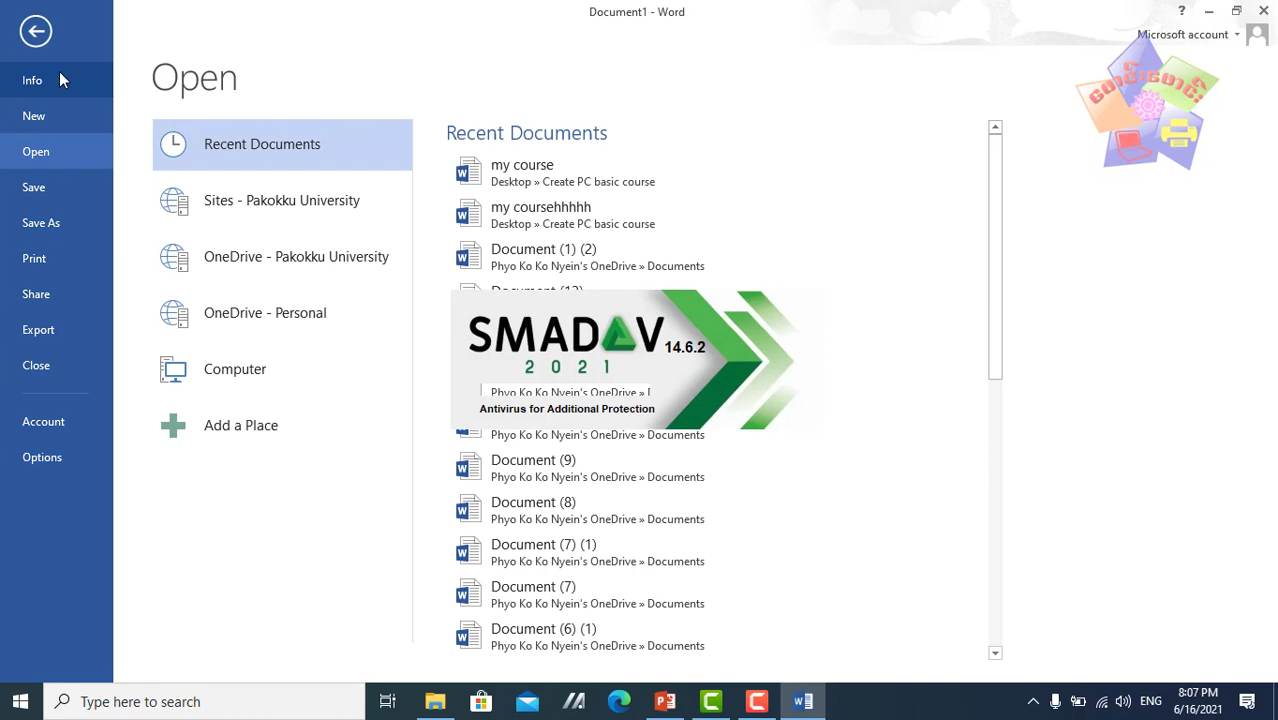 Document1 - Word
?
Microsoft account
Info
New
Open
Save
Save As
Print
Share
Export
Close
Account
Options
Open
Recent Documents
Sites - Pakokku University
OneDrive - Pakokku University
OneDrive - Personal
Computer
Add a Place
Recent Documents
my course
Desktop » Create PC basic course
my coursehhhhh
Desktop » Create PC basic course
Document (1) (2)
Phyo Ko Ko Nyein's OneDrive » Documents
SMADAV 14.6.2
2021
Phyo Ko Ko Nyein's OneDrive »
Antivirus for Additional Protection
Phyo Ko Ko Nyein's OneDrive » Documents
Document (9)
Phyo Ko Ko Nyein's OneDrive » Documents
Document (8)
Phyo Ko Ko Nyein's OneDrive » Documents
Document (7) (1)
Phyo Ko Ko Nyein's OneDrive » Documents
Document (7)
Phyo Ko Ko Nyein's OneDrive » Documents
Document (6) (1)
Phyo Ko Ko Nyein's OneDrive » Documents
Type here to search
ENG
8:07 PM
6/16/2021